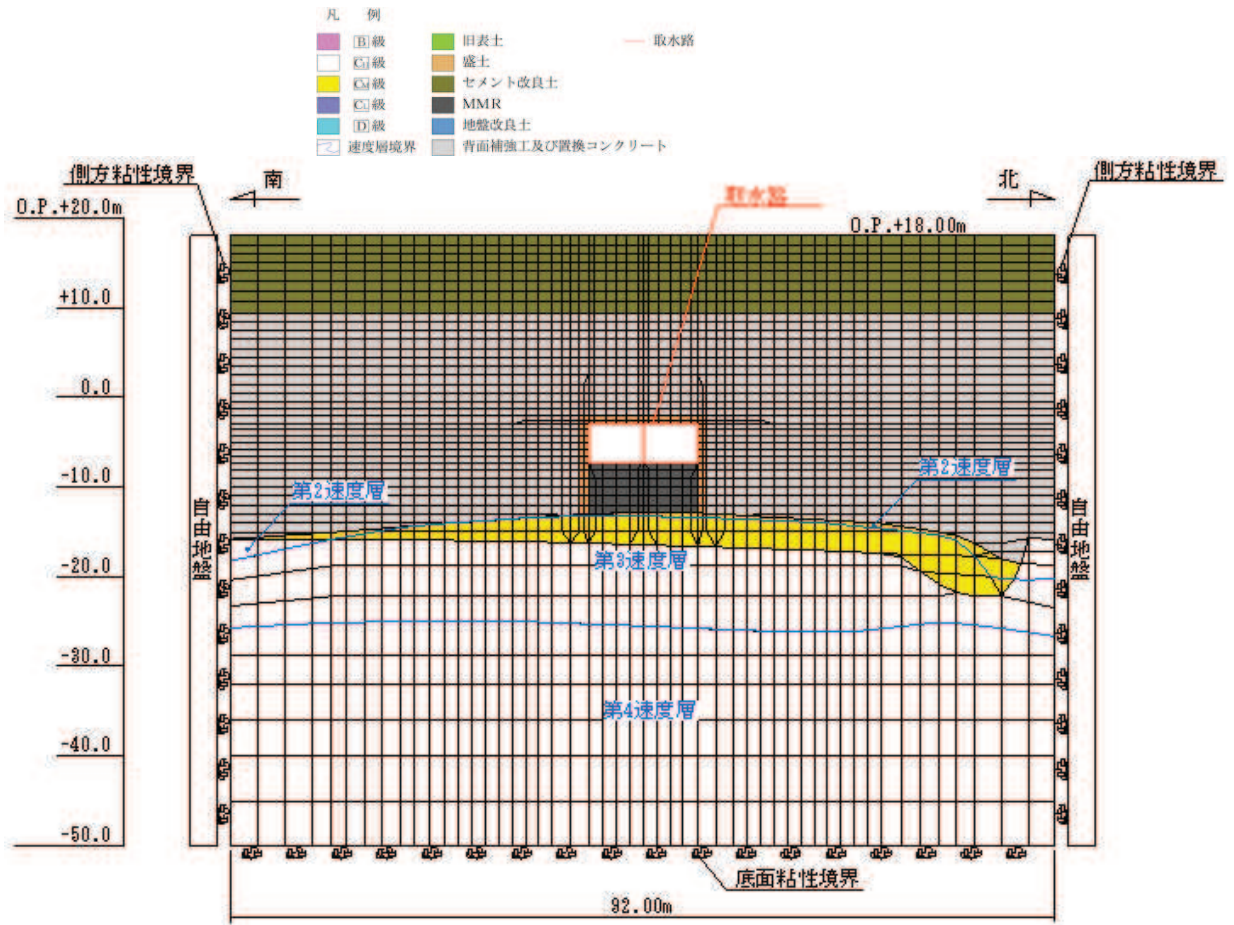 凡 例
B級 旧表土 取水路
CH級 盛土
CM級 セメント改良土
CL級 MMR
D級 地盤改良土
速度層境界 背面補強工及び置換コンクリート
側方粘性境界 南 北 側方粘性境界
取水路
O.P.+20.0m
O.P.+18.00m
+10.0
0.0
-10.0
第2速度層
第2速度層
自由地盤
自由地盤
-20.0
第3速度層
-30.0
第4速度層
-40.0
-50.0
底面粘性境界
92.00m